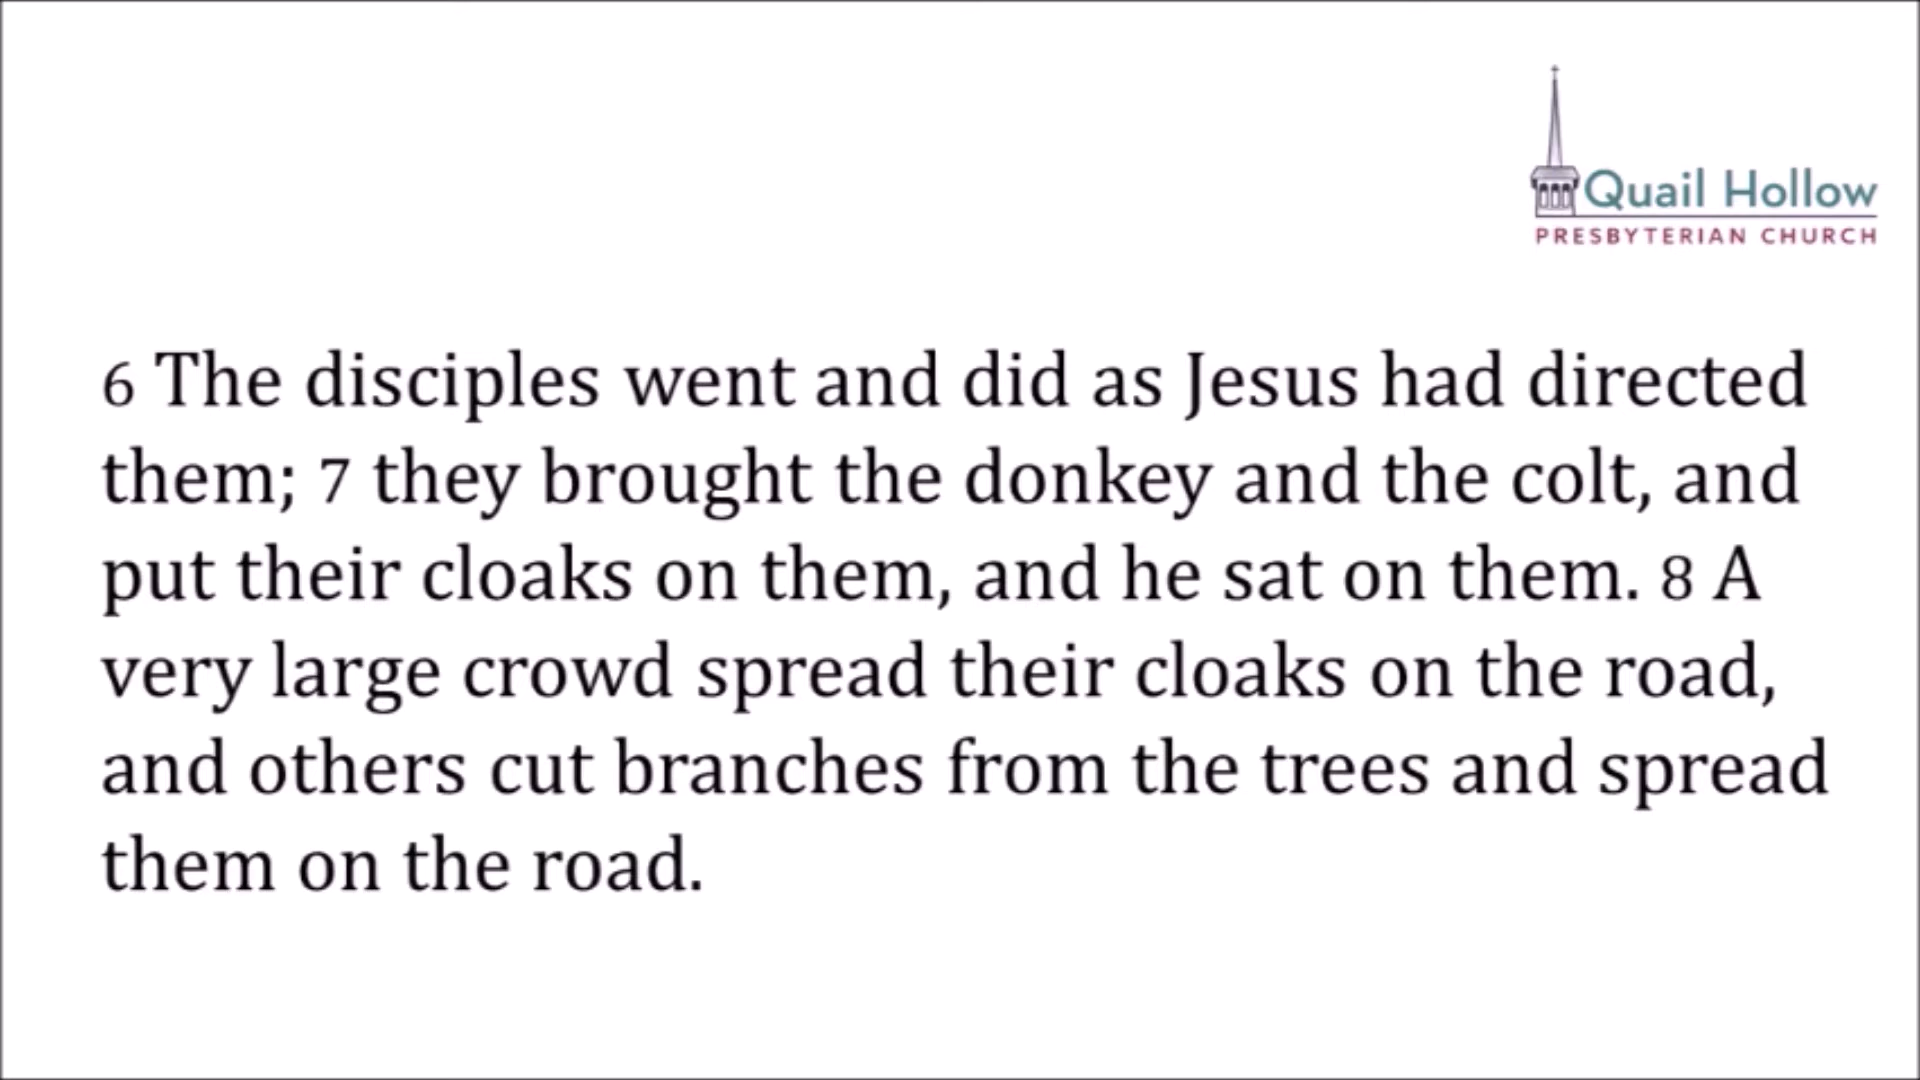 Quail Hollow
PRESBYTERIAN CHURCH
6 The disciples went and did as Jesus had directed
them; 7 they brought the donkey and the colt, and
put their cloaks on them, and he sat on them. 8 A
very large crowd spread their cloaks on the road,
and others cut branches from the trees and spread
them on the road.